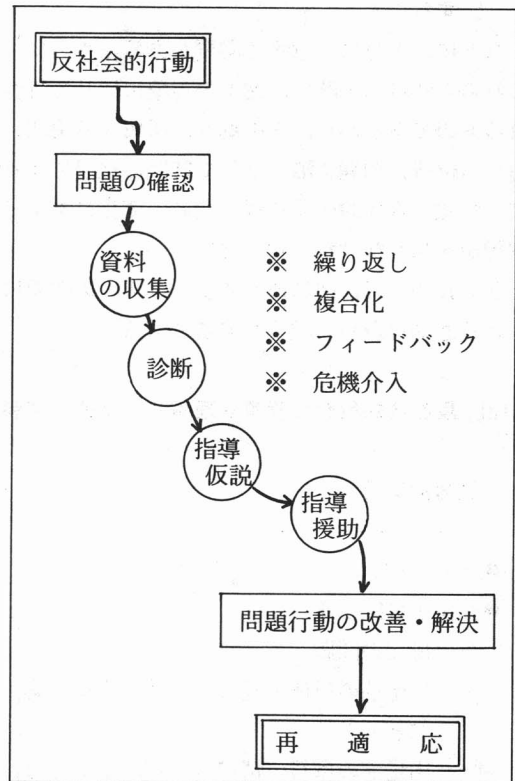 反社会的行動
問題の確認
資料
の収集
※ 繰り返し
※ 複合化
※ フィードバック
※ 危機介入
診断
指導
仮説
指導
援助
問題行動の改善・解決
再 適 応